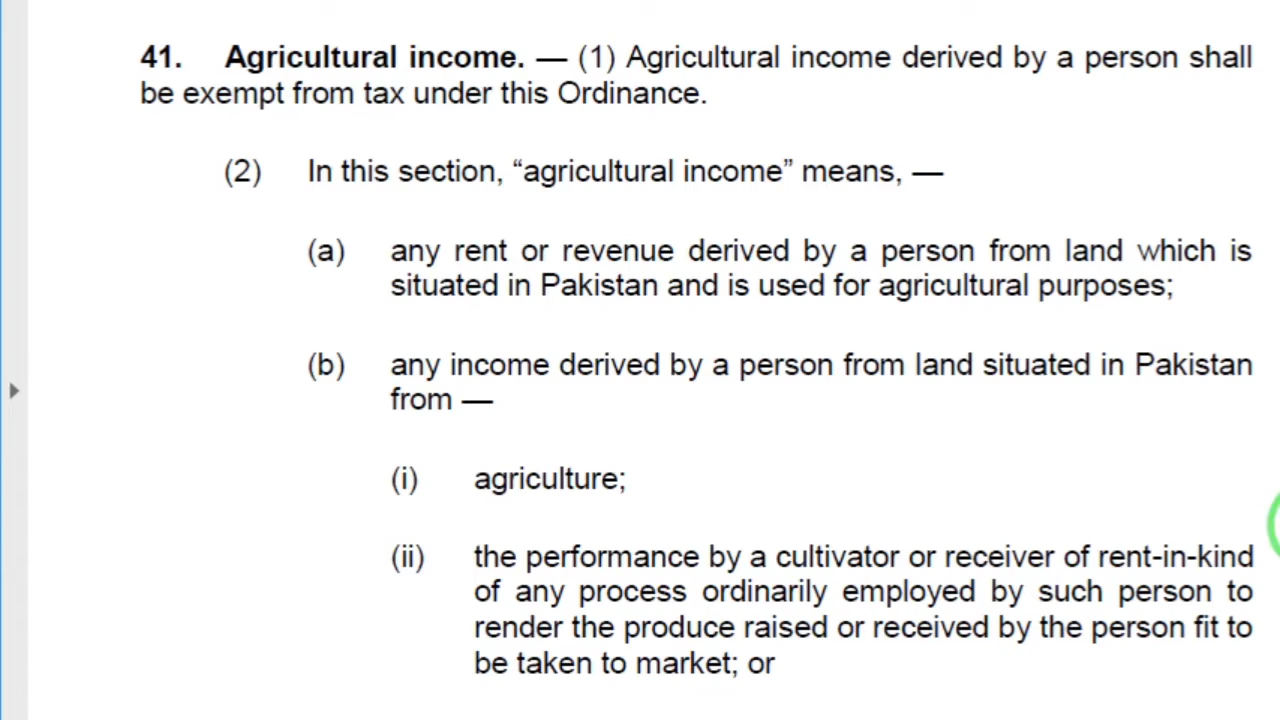 41. Agricultural income. — (1) Agricultural income derived by a person shall
be exempt from tax under this Ordinance.
(2) In this section, “agricultural income” means, —
(a) any rent or revenue derived by a person from land which is
situated in Pakistan and is used for agricultural purposes;
(b) any income derived by a person from land situated in Pakistan
from —
(i) agriculture;
(ii) the performance by a cultivator or receiver of rent-in-kind
of any process ordinarily employed by such person to
render the produce raised or received by the person fit to
be taken to market; or